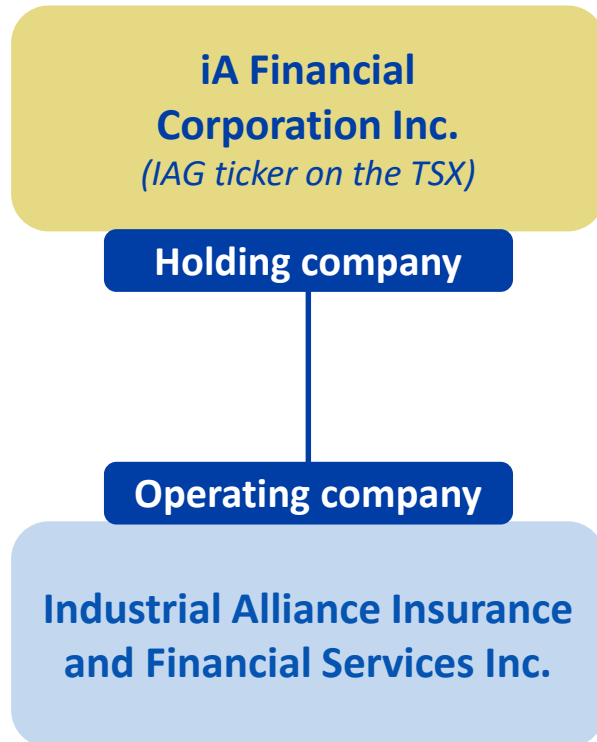 iA Financial
Corporation Inc.
(IAG ticker on the TSX)
Holding company
Operating company
Industrial Alliance Insurance
and Financial Services Inc.